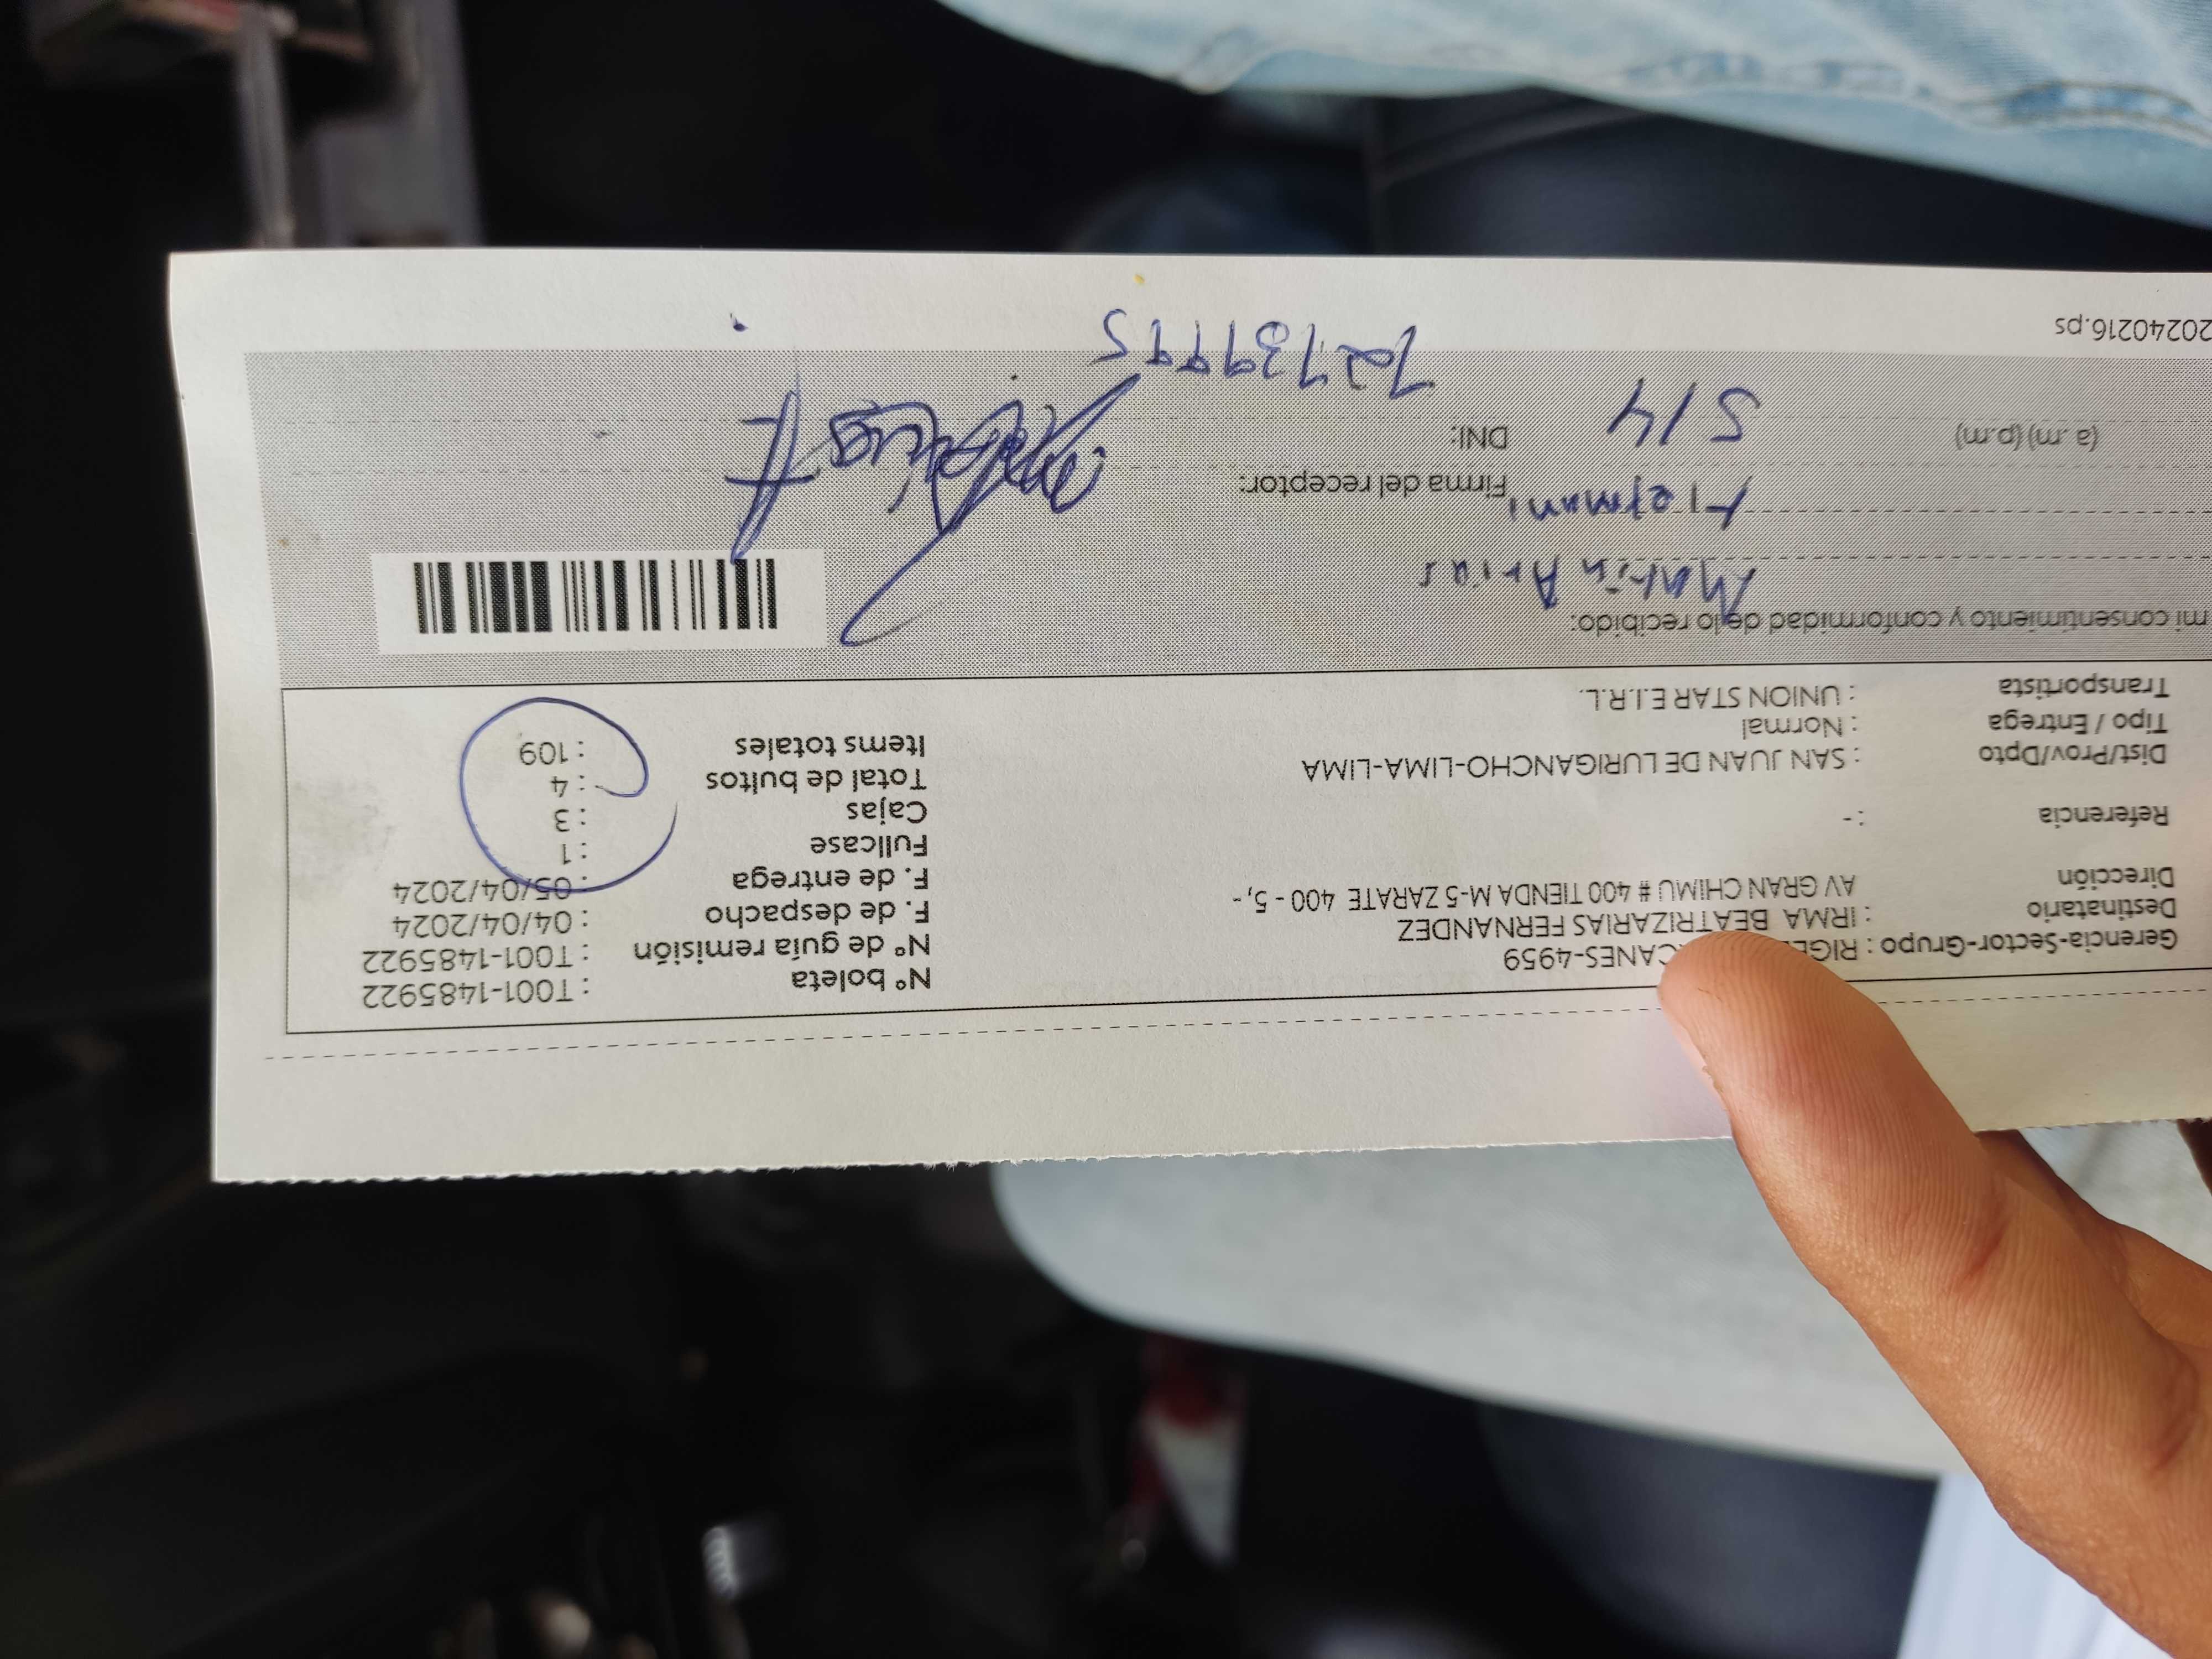 Gerencia-Sector-Grupo : CANES-4959
Destinatario : IRMA BEATRIZARIAS FERNANDEZ
Dirección AV GRAN CHIMU # 400 TIENDA M-5 ZARATE 400 - 5, -
Referencia : -
Dist/Prov/Dpto : SAN JUAN DE LURIGANCHO-LIMA-LIMA
Tipo / Entrega : Normal
Transportista : UNION STAR E.I.R.L.
N° boleta : T001-1485922
N° de guía remisión : T001-1485922
F. de despacho : 04/04/2024
F. de entrega : 05/04/2024
Fullcase : 1
Cajas : 3
Total de bultos : 4
Items totales : 109
mi consentimiento y conformidad de lo recibido:
Martin Arias
Firma del receptor:
(a .m) (p.m) 5/4
DNI:
20240216.ps